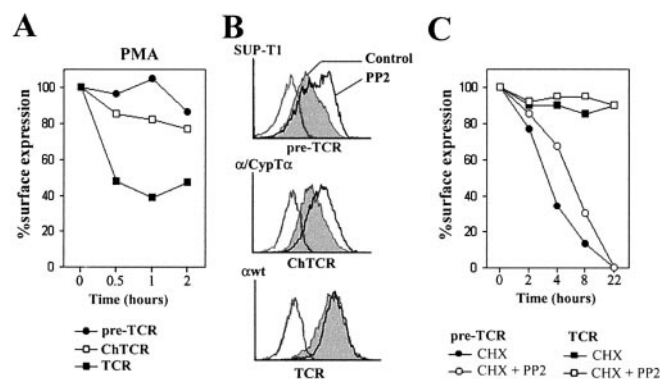 A
PMA
%surface expression
100
80
60
40
20
0
0 0.5 1 2
Time (hours)
pre-TCR
ChTCR
TCR
B
SUP-T1
Control
PP2
pre-TCR
α/CypTα
ChTCR
αwt
TCR
C
%surface expression
100
80
60
40
20
0
0 2 4 8 22
Time (hours)
pre-TCR TCR
CHX CHX
CHX + PP2 CHX + PP2